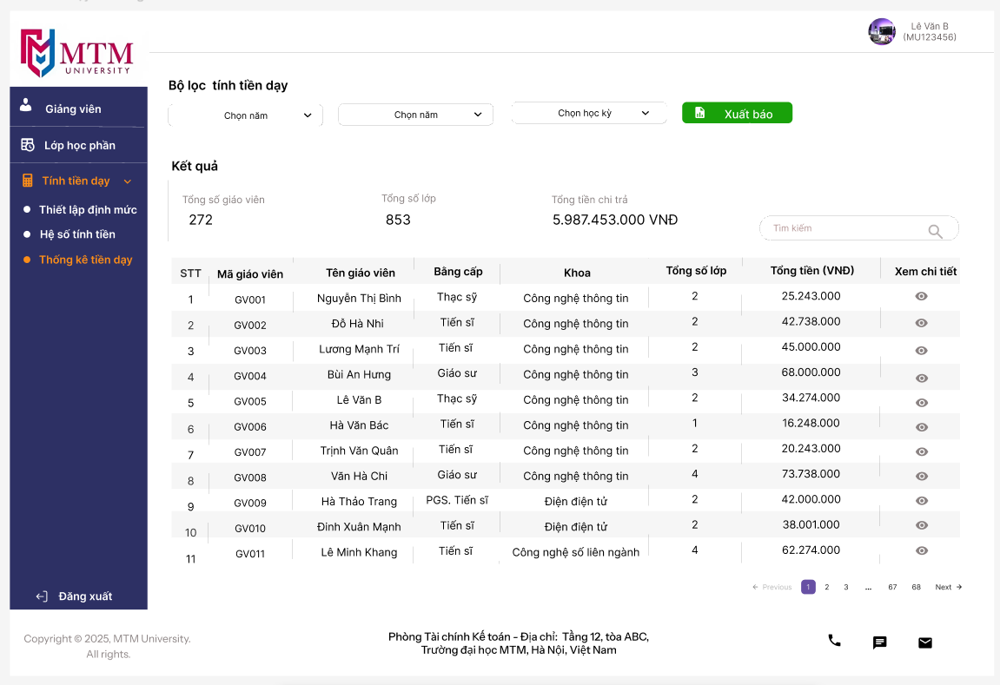 MTM
UNIVERSITY
Lê Văn B
(MU123456)
Giảng viên
Lớp học phần
Tính tiền dạy
Thiết lập định mức
Hệ số tính tiền
Thống kê tiền dạy
Đăng xuất
Bộ lọc tính tiền dạy
Chọn năm Chọn năm Chọn học kỳ Xuất báo
Kết quả
Tổng số giáo viên Tổng số lớp Tổng tiền chi trả
272 853 5.987.453.000 VNĐ
Tìm kiếm
STT Mã giáo viên Tên giáo viên Bằng cấp Khoa Tổng số lớp Tổng tiền (VNĐ) Xem chi tiết
1 GV001 Nguyễn Thị Bình Thạc sỹ Công nghệ thông tin 2 25.243.000
2 GV002 Đỗ Hà Nhi Tiến sĩ Công nghệ thông tin 2 42.738.000
3 GV003 Lương Mạnh Trí Tiến sĩ Công nghệ thông tin 2 45.000.000
4 GV004 Bùi An Hưng Giáo sư Công nghệ thông tin 3 68.000.000
5 GV005 Lê Văn B Thạc sỹ Công nghệ thông tin 2 34.274.000
6 GV006 Hà Văn Bác Tiến sĩ Công nghệ thông tin 1 16.248.000
7 GV007 Trịnh Văn Quân Tiến sĩ Công nghệ thông tin 2 20.243.000
8 GV008 Văn Hà Chi Giáo sư Công nghệ thông tin 4 73.738.000
9 GV009 Hà Thảo Trang PGS. Tiến sĩ Điện điện tử 2 42.000.000
10 GV010 Đinh Xuân Mạnh Tiến sĩ Điện điện tử 2 38.001.000
11 GV011 Lê Minh Khang Tiến sĩ Công nghệ số liên ngành 4 62.274.000
← Previous 1 2 3 ... 67 68 Next →
Copyright © 2025, MTM University.
All rights.
Phòng Tài chính Kế toán - Địa chỉ: Tầng 12, tòa ABC,
Trường đại học MTM, Hà Nội, Việt Nam